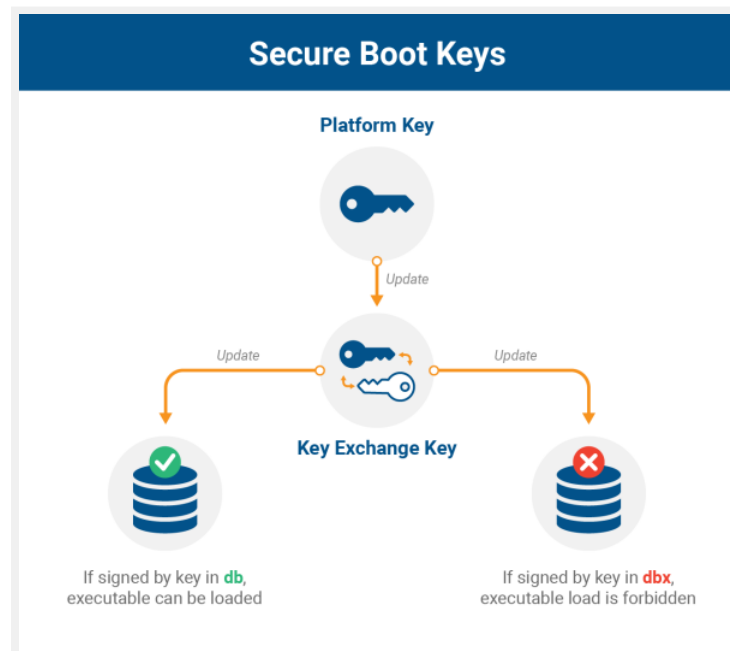 Secure Boot Keys
Platform Key
Update
Update
Update
Key Exchange Key
If signed by key in db,
executable can be loaded
If signed by key in dbx,
executable load is forbidden